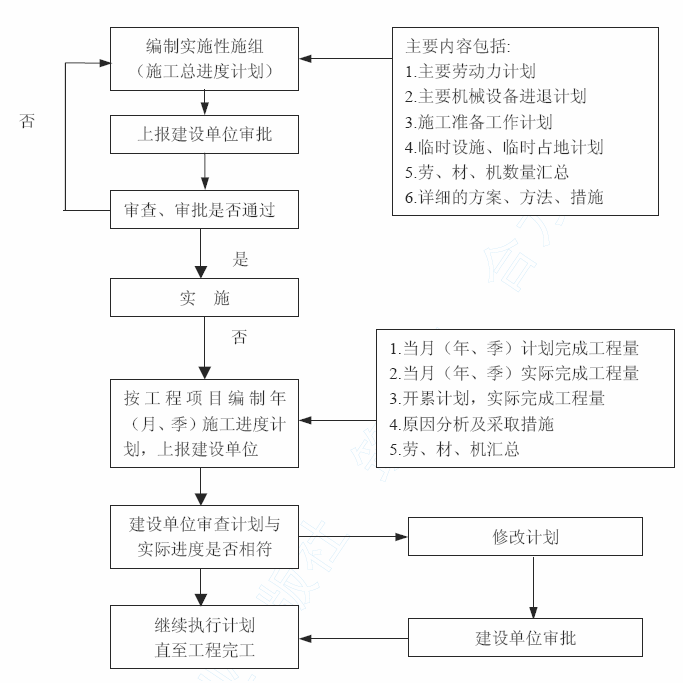 编制实施性施组
（施工总进度计划）
主要内容包括:
1.主要劳动力计划
2.主要机械设备进退计划
3.施工准备工作计划
4.临时设施、临时占地计划
5.劳、材、机数量汇总
6.详细的方案、方法、措施
否
上报建设单位审批
审查、审批是否通过
是
实 施
否
按工程项目编制年
（月、季）施工进度计
划，上报建设单位
1.当月（年、季）计划完成工程量
2.当月（年、季）实际完成工程量
3.开累计划，实际完成工程量
4.原因分析及采取措施
5.劳、材、机汇总
建设单位审查计划与
实际进度是否相符
修改计划
继续执行计划
直至工程完工
建设单位审批